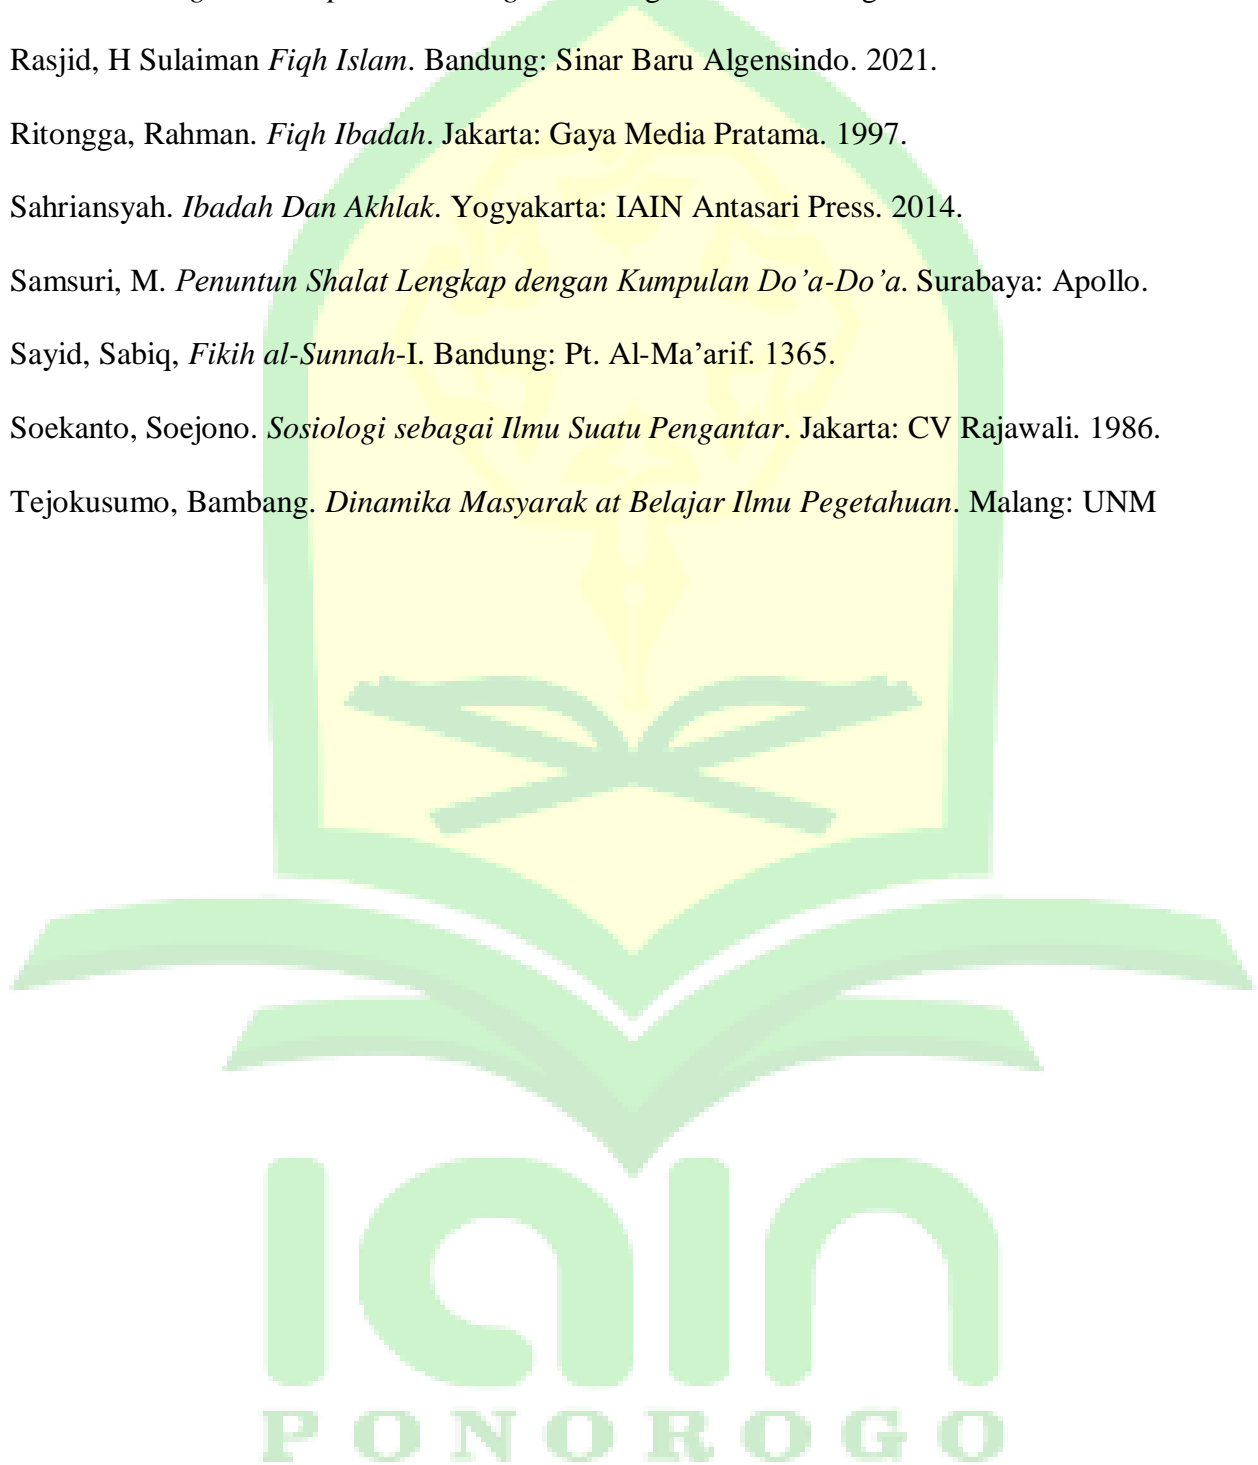 Rasjid, H Sulaiman Fiqh Islam. Bandung: Sinar Baru Algensindo. 2021.
Ritongga, Rahman. Fiqh Ibadah. Jakarta: Gaya Media Pratama. 1997.
Sahriansyah. Ibadah Dan Akhlak. Yogyakarta: IAIN Antasari Press. 2014.
Samsuri, M. Penuntun Shalat Lengkap dengan Kumpulan Do’a-Do’a. Surabaya: Apollo.
Sayid, Sabiq, Fikih al-Sunnah-I. Bandung: Pt. Al-Ma’arif. 1365.
Soekanto, Soejono. Sosiologi sebagai Ilmu Suatu Pengantar. Jakarta: CV Rajawali. 1986.
Tejokusumo, Bambang. Dinamika Masyarak at Belajar Ilmu Pegetahuan. Malang: UNM
iain
PONOROGO